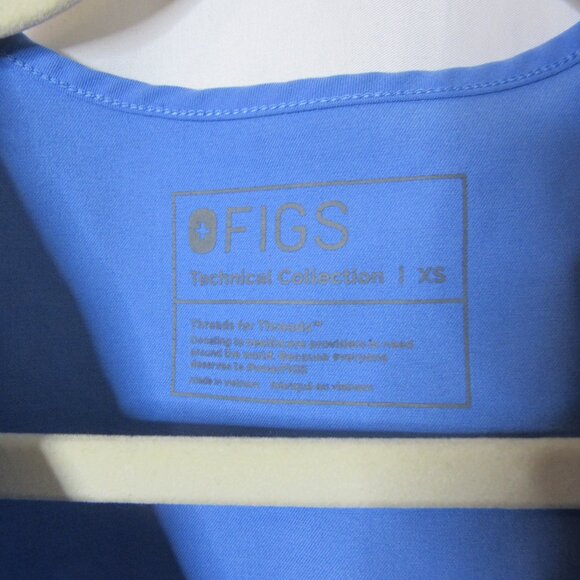 FIGS
Technical Collection | XS
Threads for Threads™
Donating to healthcare providers in need
around the world. Because everyone
deserves to #wearFIGS
Made in Vietnam Fabriqué au Vietnam